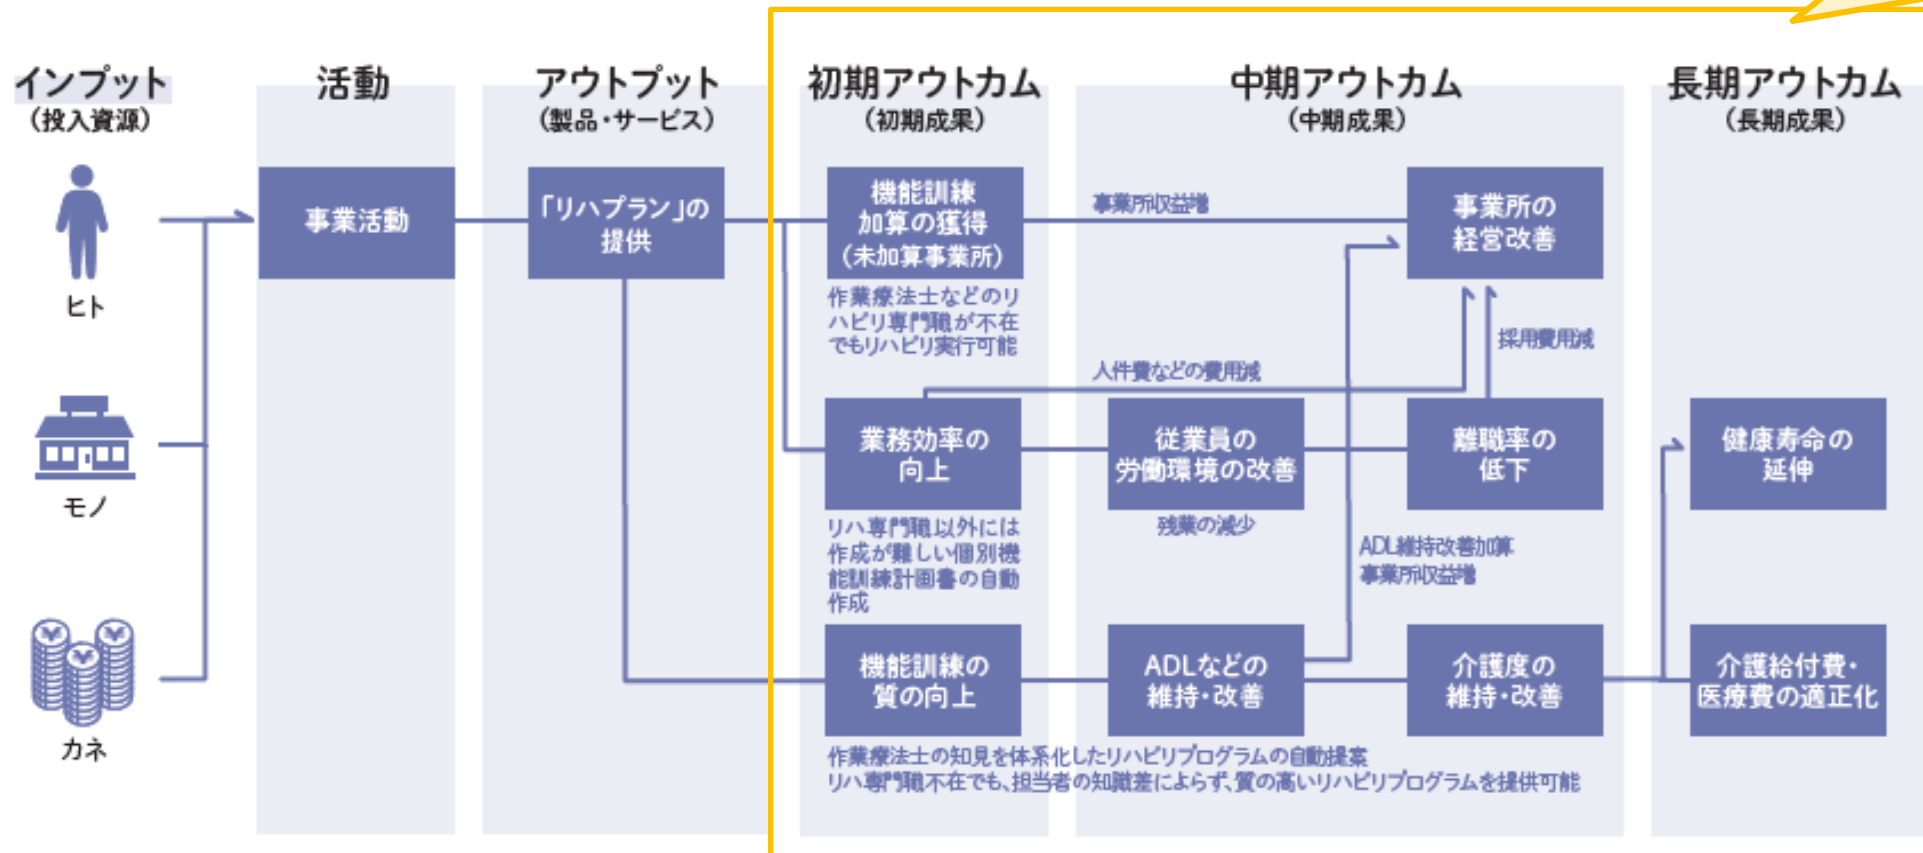 インプット
(投入資源)
ヒト
モノ
カネ
活動
事業活動
アウトプット
(製品・サービス)
「リハプラン」の
提供
初期アウトカム
(初期成果)
機能訓練
加算の獲得
(未加算事業所)
作業療法士などのリ
ハビリ専門職が不在
でもリハビリ実行可能
業務効率の
向上
リハ専門職以外には
作成が難しい個別機
能訓練計画書の自動
作成
機能訓練の
質の向上
作業療法士の知見を体系化したリハビリプログラムの自動提案
リハ専門職不在でも、担当者の知識差によらず、質の高いリハビリプログラムを提供可能
中期アウトカム
(中期成果)
事業所収益増
事業所の
経営改善
採用費用減
人件費などの費用減
従業員の
労働環境の改善
残業の減少
離職率の
低下
ADL維持改善加算
事業所収益増
ADLなどの
維持・改善
介護度の
維持・改善
長期アウトカム
(長期成果)
健康寿命の
延伸
介護給付費・
医療費の適正化